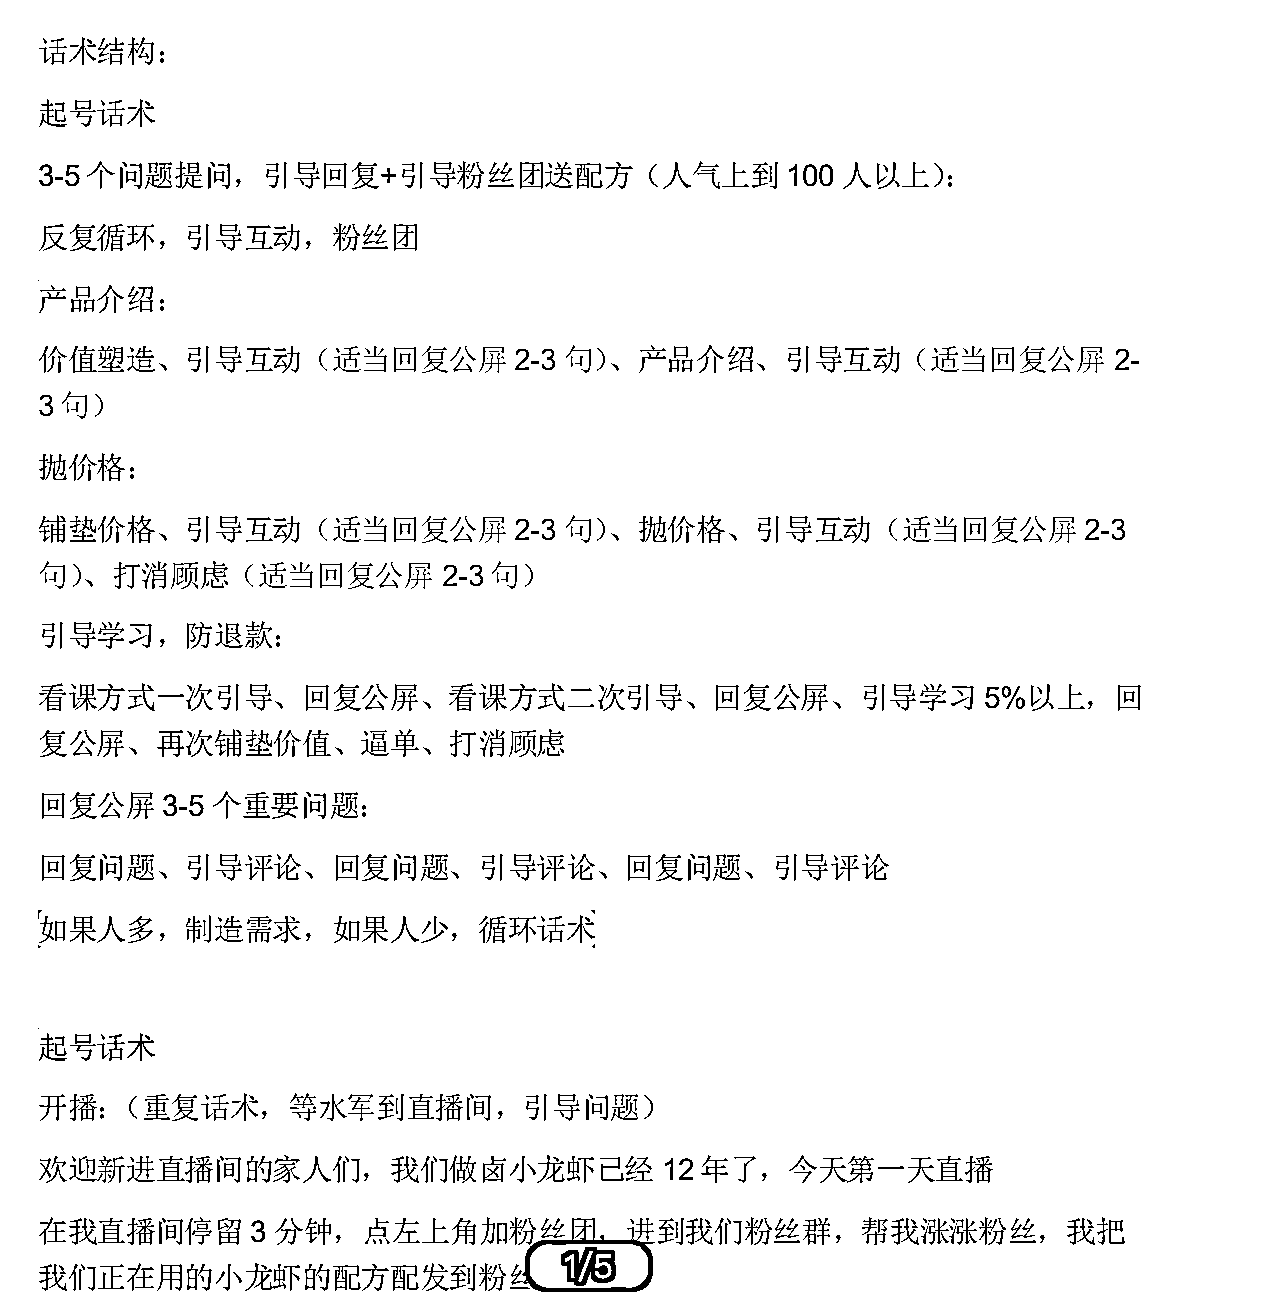 话术结构：
起号话术
3-5个问题提问，引导回复+引导粉丝团送配方（人气上到100人以上）：
反复循环，引导互动，粉丝团
产品介绍：
价值塑造、引导互动（适当回复公屏2-3句）、产品介绍、引导互动（适当回复公屏2-
3句）
抛价格：
铺垫价格、引导互动（适当回复公屏2-3句）、抛价格、引导互动（适当回复公屏2-3
句）、打消顾虑（适当回复公屏2-3句）
引导学习，防退款：
看课方式一次引导、回复公屏、看课方式二次引导、回复公屏、引导学习5%以上，回
复公屏、再次铺垫价值、逼单、打消顾虑
回复公屏3-5个重要问题：
回复问题、引导评论、回复问题、引导评论、回复问题、引导评论
如果人多，制造需求，如果人少，循环话术
起号话术
开播：（重复话术，等水军到直播间，引导问题）
欢迎新进直播间的家人们，我们做卤小龙虾已经12年了，今天第一天直播
在我直播间停留3分钟，点左上角加粉丝团，进到我们粉丝群，帮我涨涨粉丝，我把
我们正在用的小龙虾的配方配发到粉丝
1/5